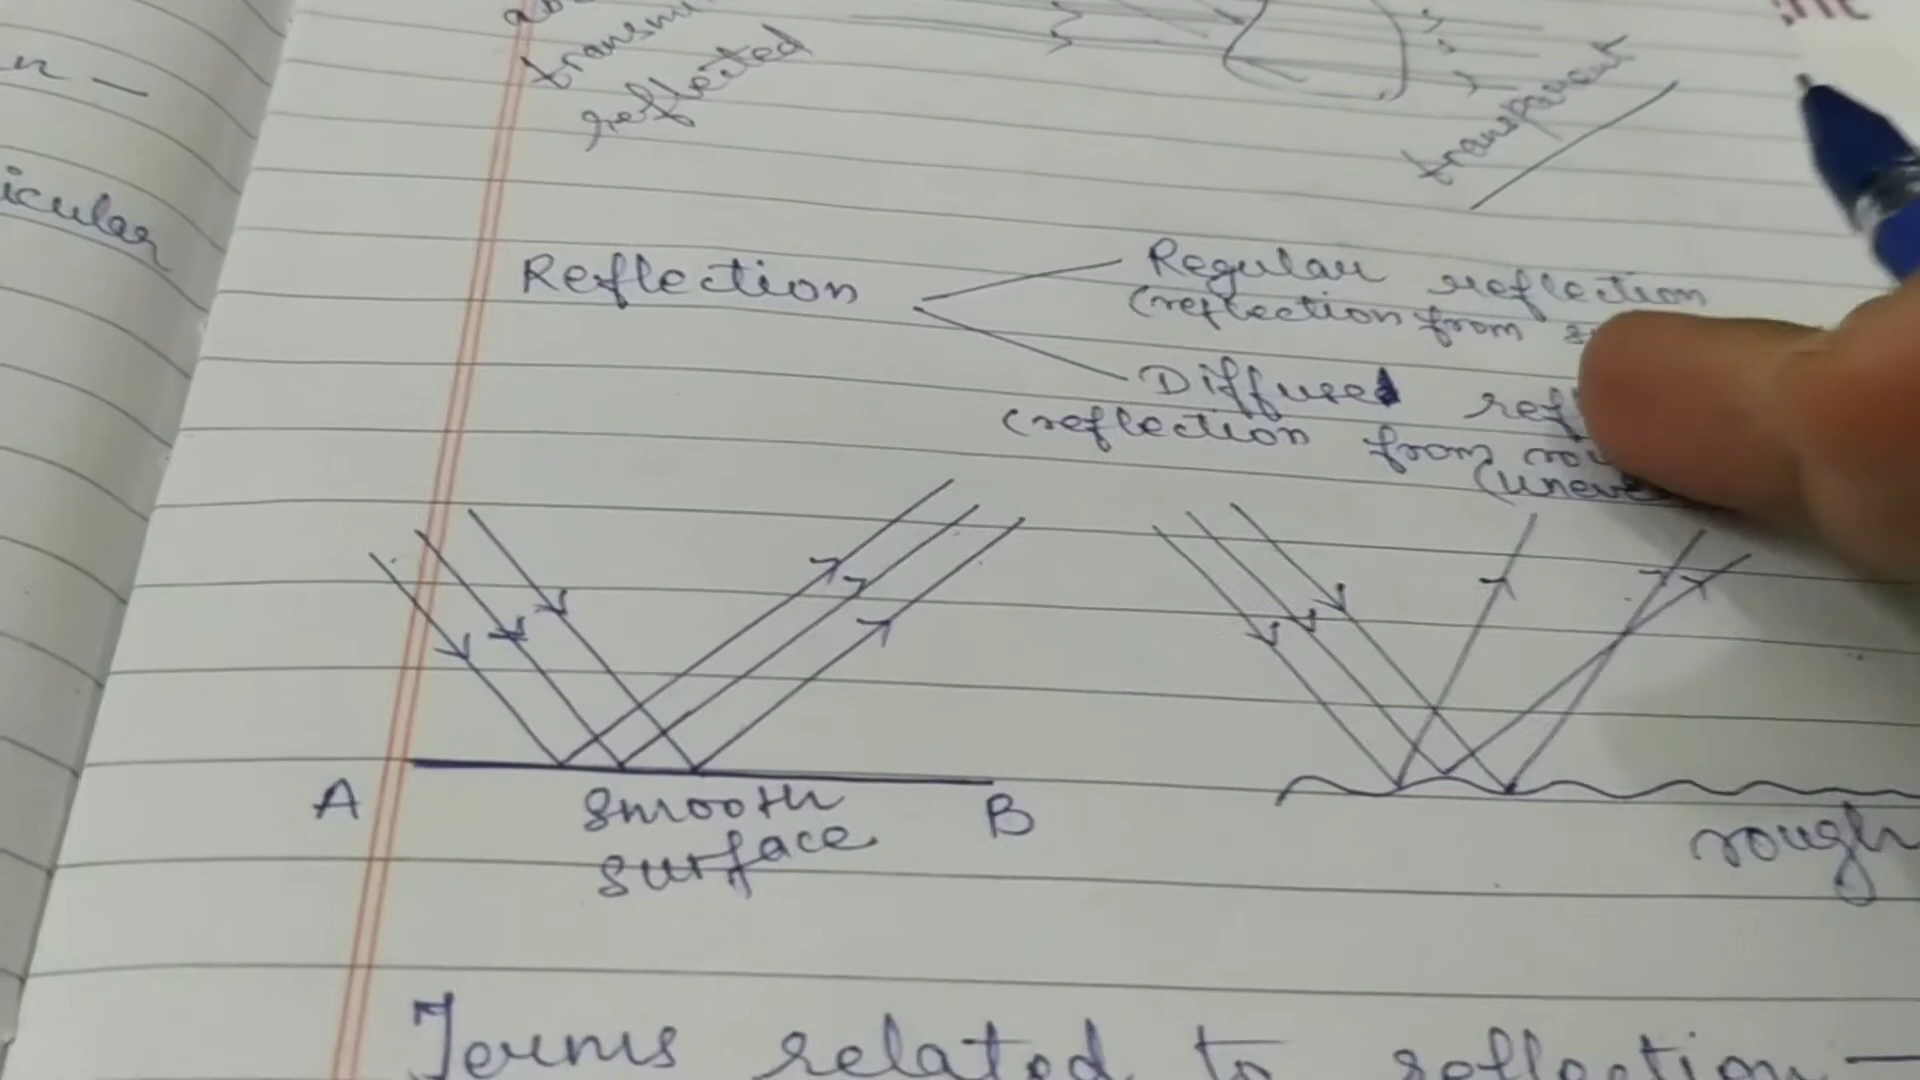 reflected
transparent
n —
icular
Reflection
Regular reflection
(reflection from
Diffused ref
(reflection from rou
(uneve
A
smooth
surface
B
rough
Terms related to reflection —